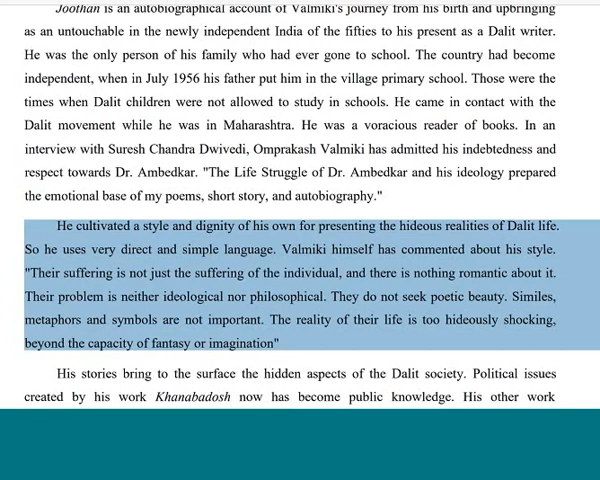 Joothan is an autobiographical account of Valmiki's journey from his birth and upbringing
as an untouchable in the newly independent India of the fifties to his present as a Dalit writer.
He was the only person of his family who had ever gone to school. The country had become
independent, when in July 1956 his father put him in the village primary school. Those were the
times when Dalit children were not allowed to study in schools. He came in contact with the
Dalit movement while he was in Maharashtra. He was a voracious reader of books. In an
interview with Suresh Chandra Dwivedi, Omprakash Valmiki has admitted his indebtedness and
respect towards Dr. Ambedkar. "The Life Struggle of Dr. Ambedkar and his ideology prepared
the emotional base of my poems, short story, and autobiography."
He cultivated a style and dignity of his own for presenting the hideous realities of Dalit life.
So he uses very direct and simple language. Valmiki himself has commented about his style.
"Their suffering is not just the suffering of the individual, and there is nothing romantic about it.
Their problem is neither ideological nor philosophical. They do not seek poetic beauty. Similes,
metaphors and symbols are not important. The reality of their life is too hideously shocking,
beyond the capacity of fantasy or imagination"
His stories bring to the surface the hidden aspects of the Dalit society. Political issues
created by his work Khanabadosh now has become public knowledge. His other work